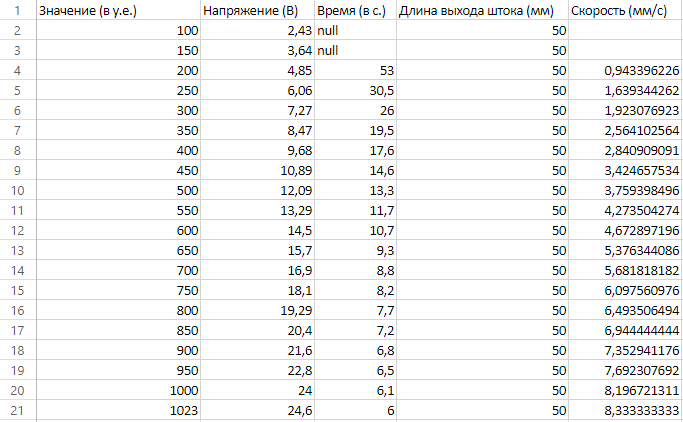 1 Значение (в у.е.) Напряжение (В) Время (в с.) Длина выхода штока (мм) Скорость (мм/с)
2 100 2,43 null 50
3 150 3,64 null 50
4 200 4,85 53 50 0,943396226
5 250 6,06 30,5 50 1,639344262
6 300 7,27 26 50 1,923076923
7 350 8,47 19,5 50 2,564102564
8 400 9,68 17,6 50 2,840909091
9 450 10,89 14,6 50 3,424657534
10 500 12,09 13,3 50 3,759398496
11 550 13,29 11,7 50 4,273504274
12 600 14,5 10,7 50 4,672897196
13 650 15,7 9,3 50 5,376344086
14 700 16,9 8,8 50 5,681818182
15 750 18,1 8,2 50 6,097560976
16 800 19,29 7,7 50 6,493506494
17 850 20,4 7,2 50 6,944444444
18 900 21,6 6,8 50 7,352941176
19 950 22,8 6,5 50 7,692307692
20 1000 24 6,1 50 8,196721311
21 1023 24,6 6 50 8,333333333